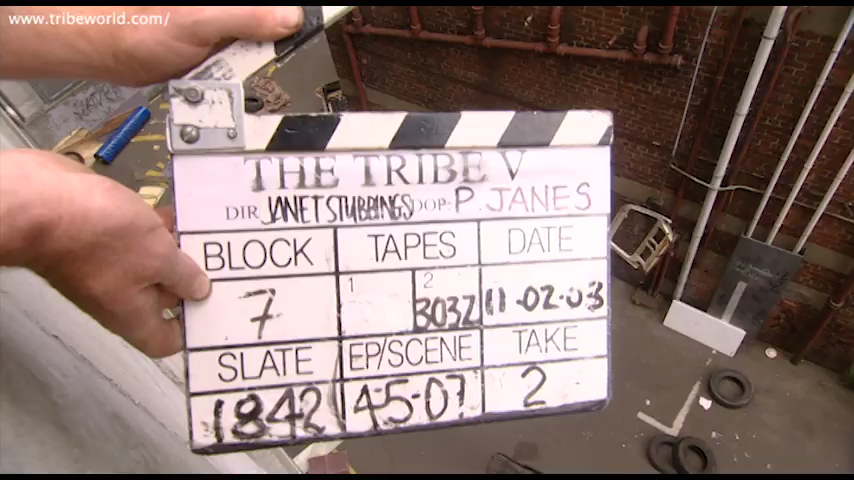 www.tribeworld.com/
THE TRIBE V
DIR JANET STUBBINGS DOP: P. JANES
BLOCK TAPES DATE
7 1 2 3032 11-02-03
SLATE EP/SCENE TAKE
1842 45-07 2